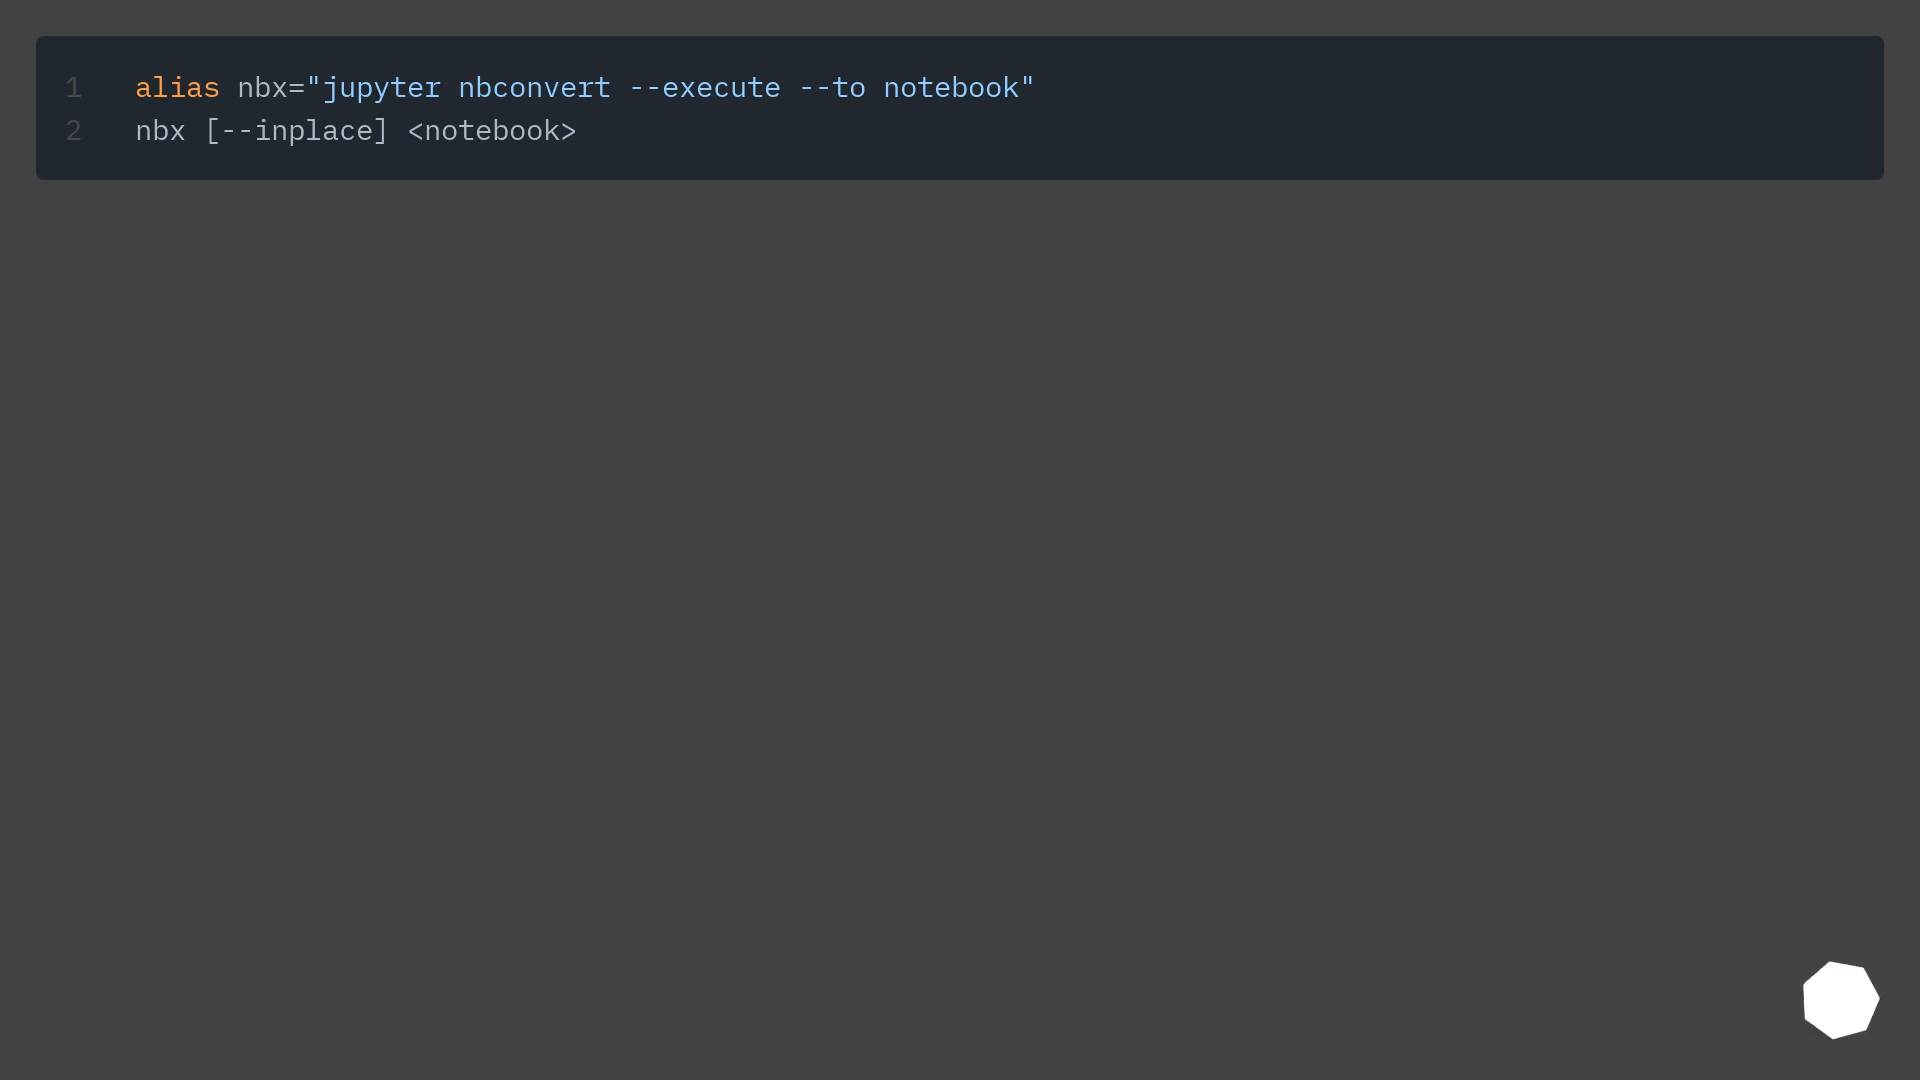 1 alias nbx="jupyter nbconvert --execute --to notebook"
2 nbx [--inplace] <notebook>